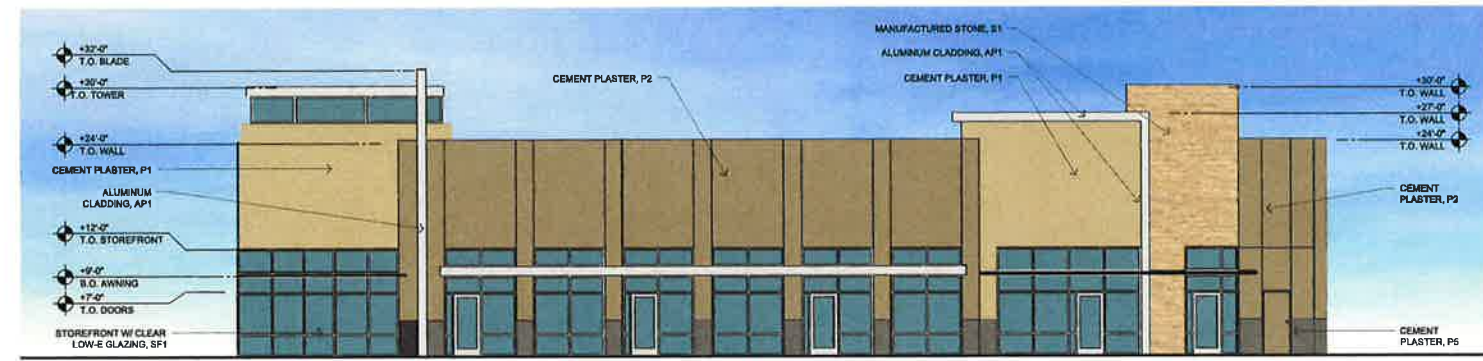 +32'-0"
T.O. BLADE
+30'-0"
T.O. TOWER
+24'-0"
T.O. WALL
CEMENT PLASTER, P1
ALUMINUM
CLADDING, AP1
+12'-0"
T.O. STOREFRONT
+9'-0"
B.O. AWNING
+7'-0"
T.O. DOORS
STOREFRONT W/ CLEAR
LOW-E GLAZING, SF1
CEMENT PLASTER, P2
MANUFACTURED STONE, S1
ALUMINUM CLADDING, AP1
CEMENT PLASTER, P1
+30'-0"
T.O. WALL
+27'-0"
T.O. WALL
+24'-0"
T.O. WALL
CEMENT
PLASTER, P3
CEMENT
PLASTER, P5